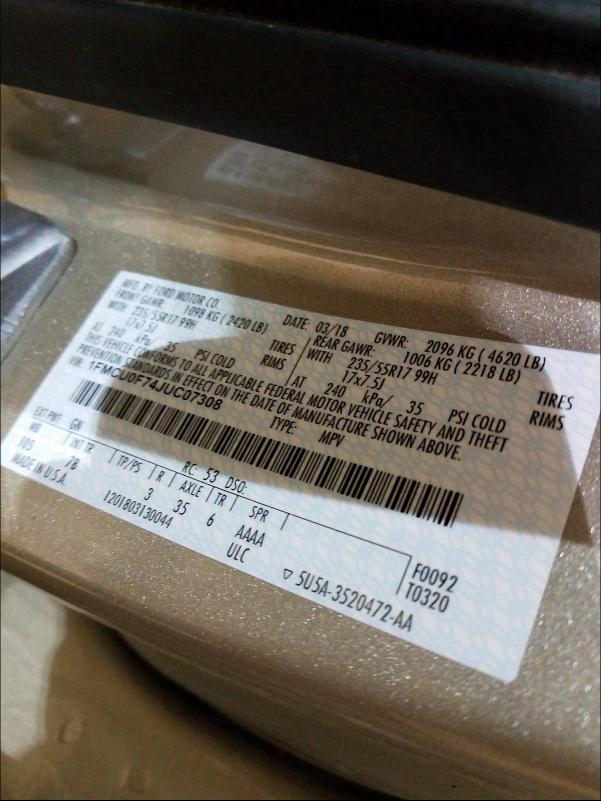 MFD. BY FORD MOTOR CO.
DATE: 03/18 GVWR: 2096 KG ( 4620 LB)
FRONT GAWR: 1098 KG ( 2420 LB) REAR GAWR: 1006 KG ( 2218 LB)
WITH 235/55R17 99H TIRES WITH 235/55R17 99H TIRES
17x7.5J RIMS 17x7.5J RIMS
AT 240 kPa/ 35 PSI COLD AT 240 kPa/ 35 PSI COLD
THIS VEHICLE CONFORMS TO ALL APPLICABLE FEDERAL MOTOR VEHICLE SAFETY AND THEFT
PREVENTION STANDARDS IN EFFECT ON THE DATE OF MANUFACTURE SHOWN ABOVE.
VIN: 1FMCU0F74JUC07308
TYPE: MPV
EXT PNT: GN RC: 53 DSO:
WB INT TR TP/PS R AXLE TR SPR
105 7B 3 35 6 AAAA
MADE IN U.S.A. 1201803130044 ULC
F0092
T0320
5U5A-3520472-AA